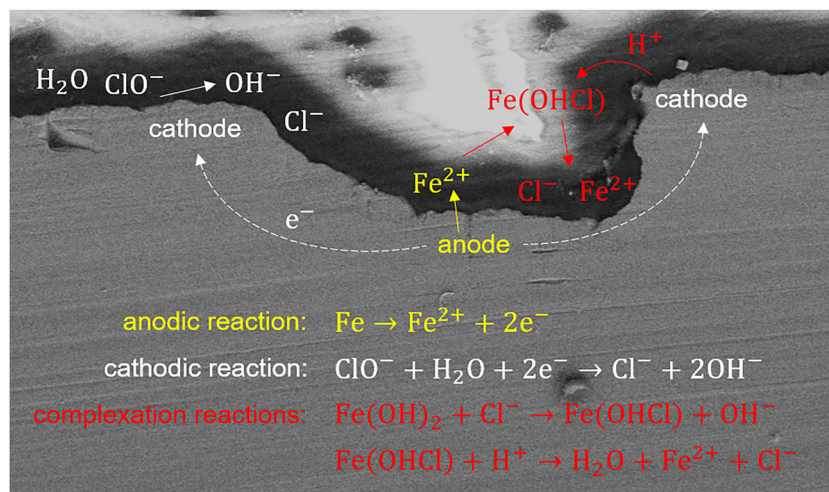 H⁺
H₂O ClO⁻ → OH⁻
Fe(OHCl)
cathode
cathode
Cl⁻
Fe²⁺
Cl⁻ Fe²⁺
e⁻
anode
anodic reaction: Fe → Fe²⁺ + 2e⁻
cathodic reaction: ClO⁻ + H₂O + 2e⁻ → Cl⁻ + 2OH⁻
complexation reactions: Fe(OH)₂ + Cl⁻ → Fe(OHCl) + OH⁻
Fe(OHCl) + H⁺ → H₂O + Fe²⁺ + Cl⁻